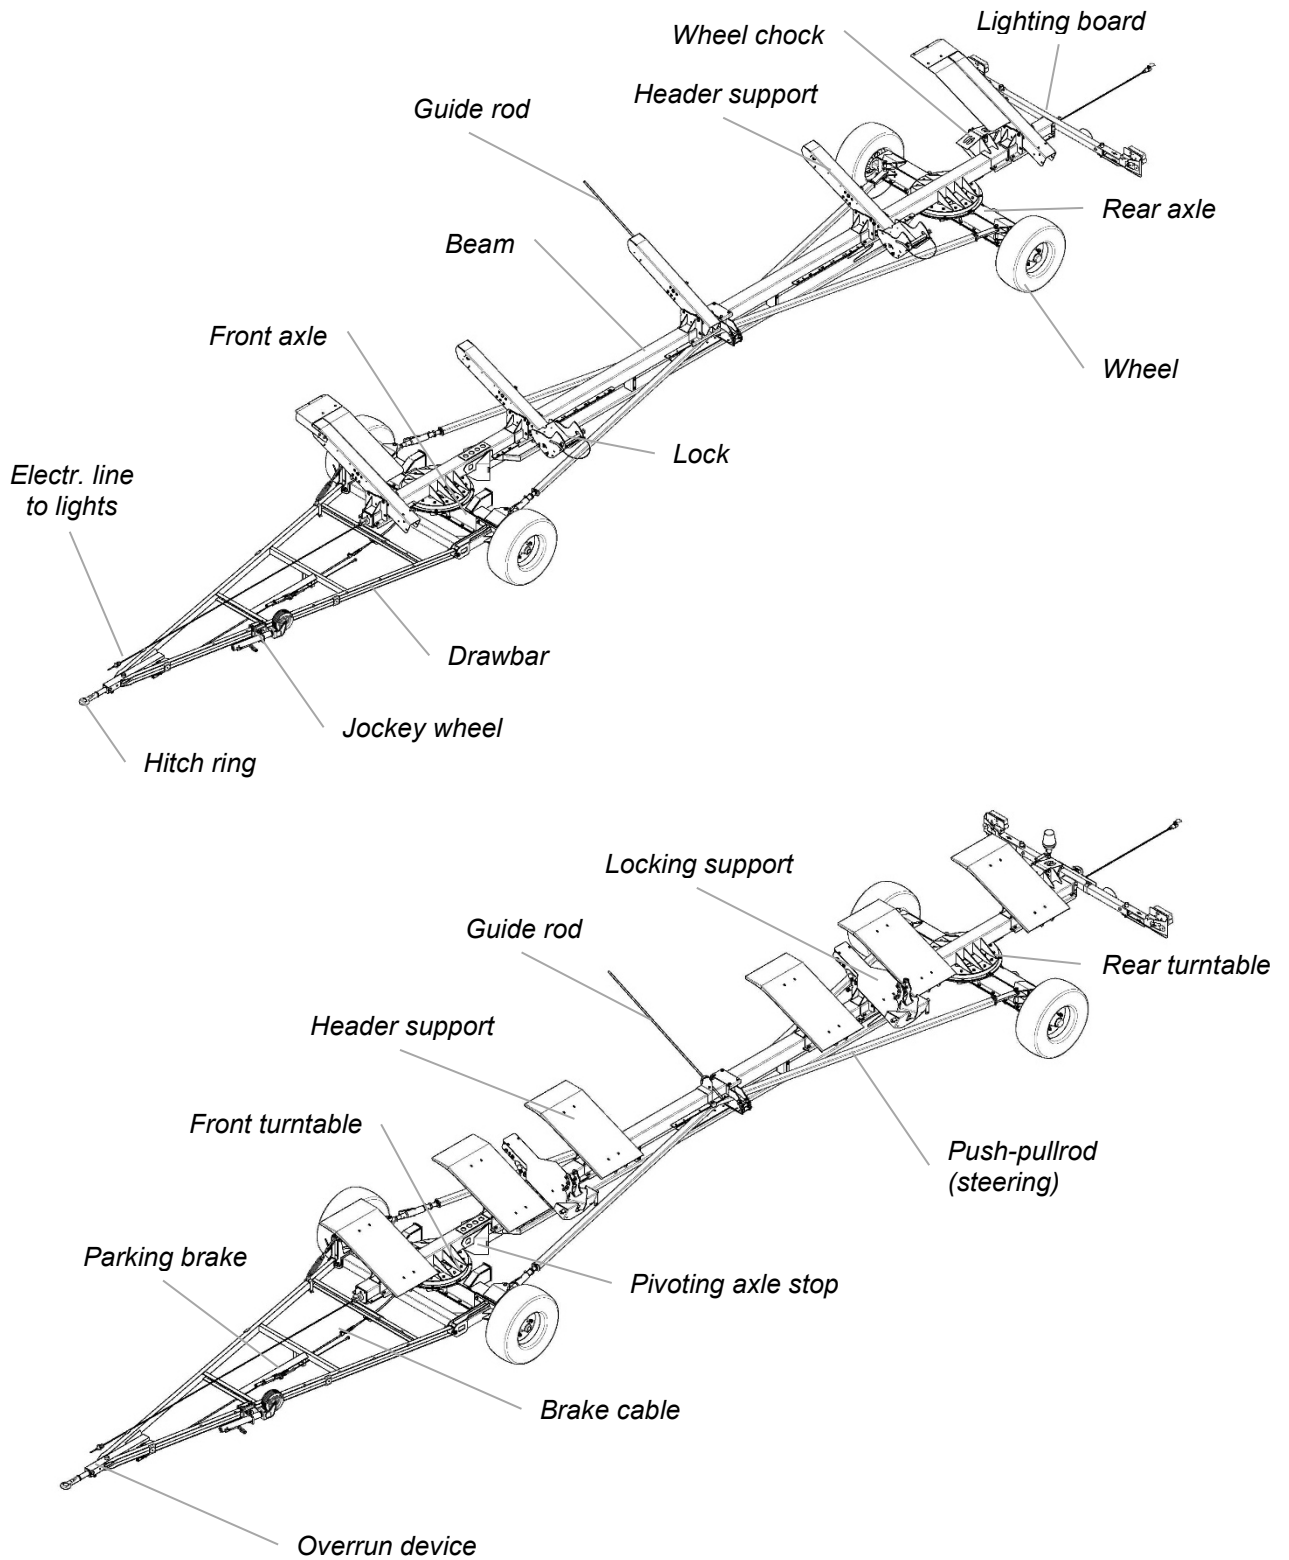 Lighting board
Wheel chock
Header support
Guide rod
Rear axle
Beam
Front axle
Wheel
Lock
Electr. line
to lights
Drawbar
Jockey wheel
Hitch ring
Locking support
Guide rod
Rear turntable
Header support
Front turntable
Push-pullrod
(steering)
Parking brake
Pivoting axle stop
Brake cable
Overrun device